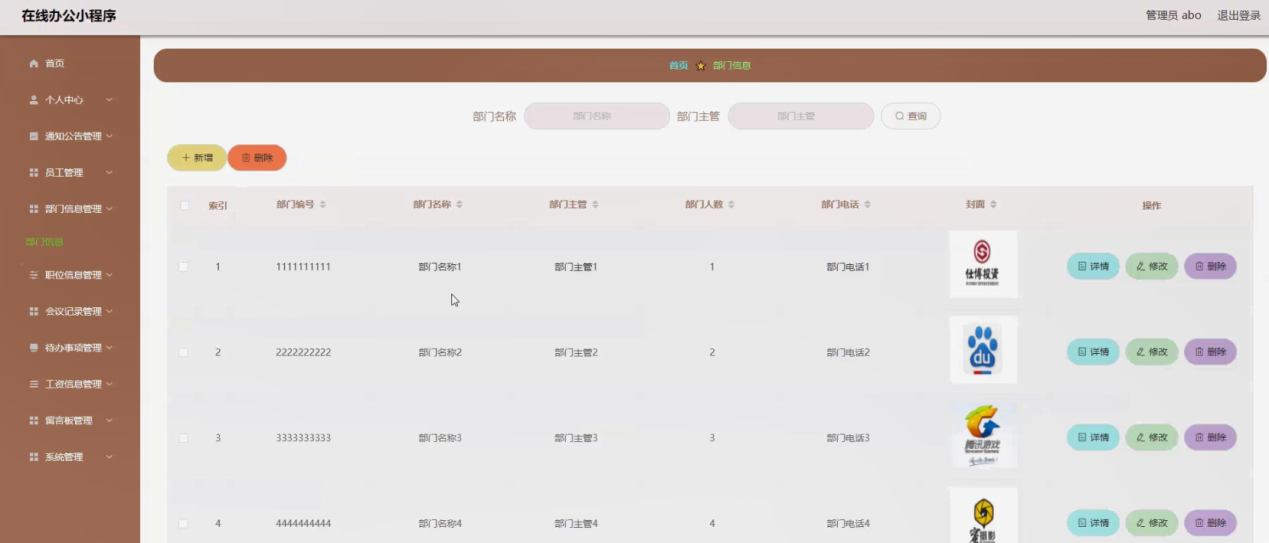 在线办公小程序
管理员 abo 退出登录
首页
个人中心
通知公告管理
员工管理
部门信息管理
部门信息
职位信息管理
会议记录管理
待办事项管理
工资信息管理
留言板管理
系统管理
首页 部门信息
部门名称 部门名称 部门主管 部门主管 查询
新增 删除
索引 部门编号 部门名称 部门主管 部门人数 部门电话 封面 操作
1 1111111111 部门名称1 部门主管1 1 部门电话1 仕博投资 详情 修改 删除
2 2222222222 部门名称2 部门主管2 2 部门电话2 du 详情 修改 删除
3 3333333333 部门名称3 部门主管3 3 部门电话3 腾讯游戏 详情 修改 删除
4 4444444444 部门名称4 部门主管4 4 部门电话4 详情 修改 删除